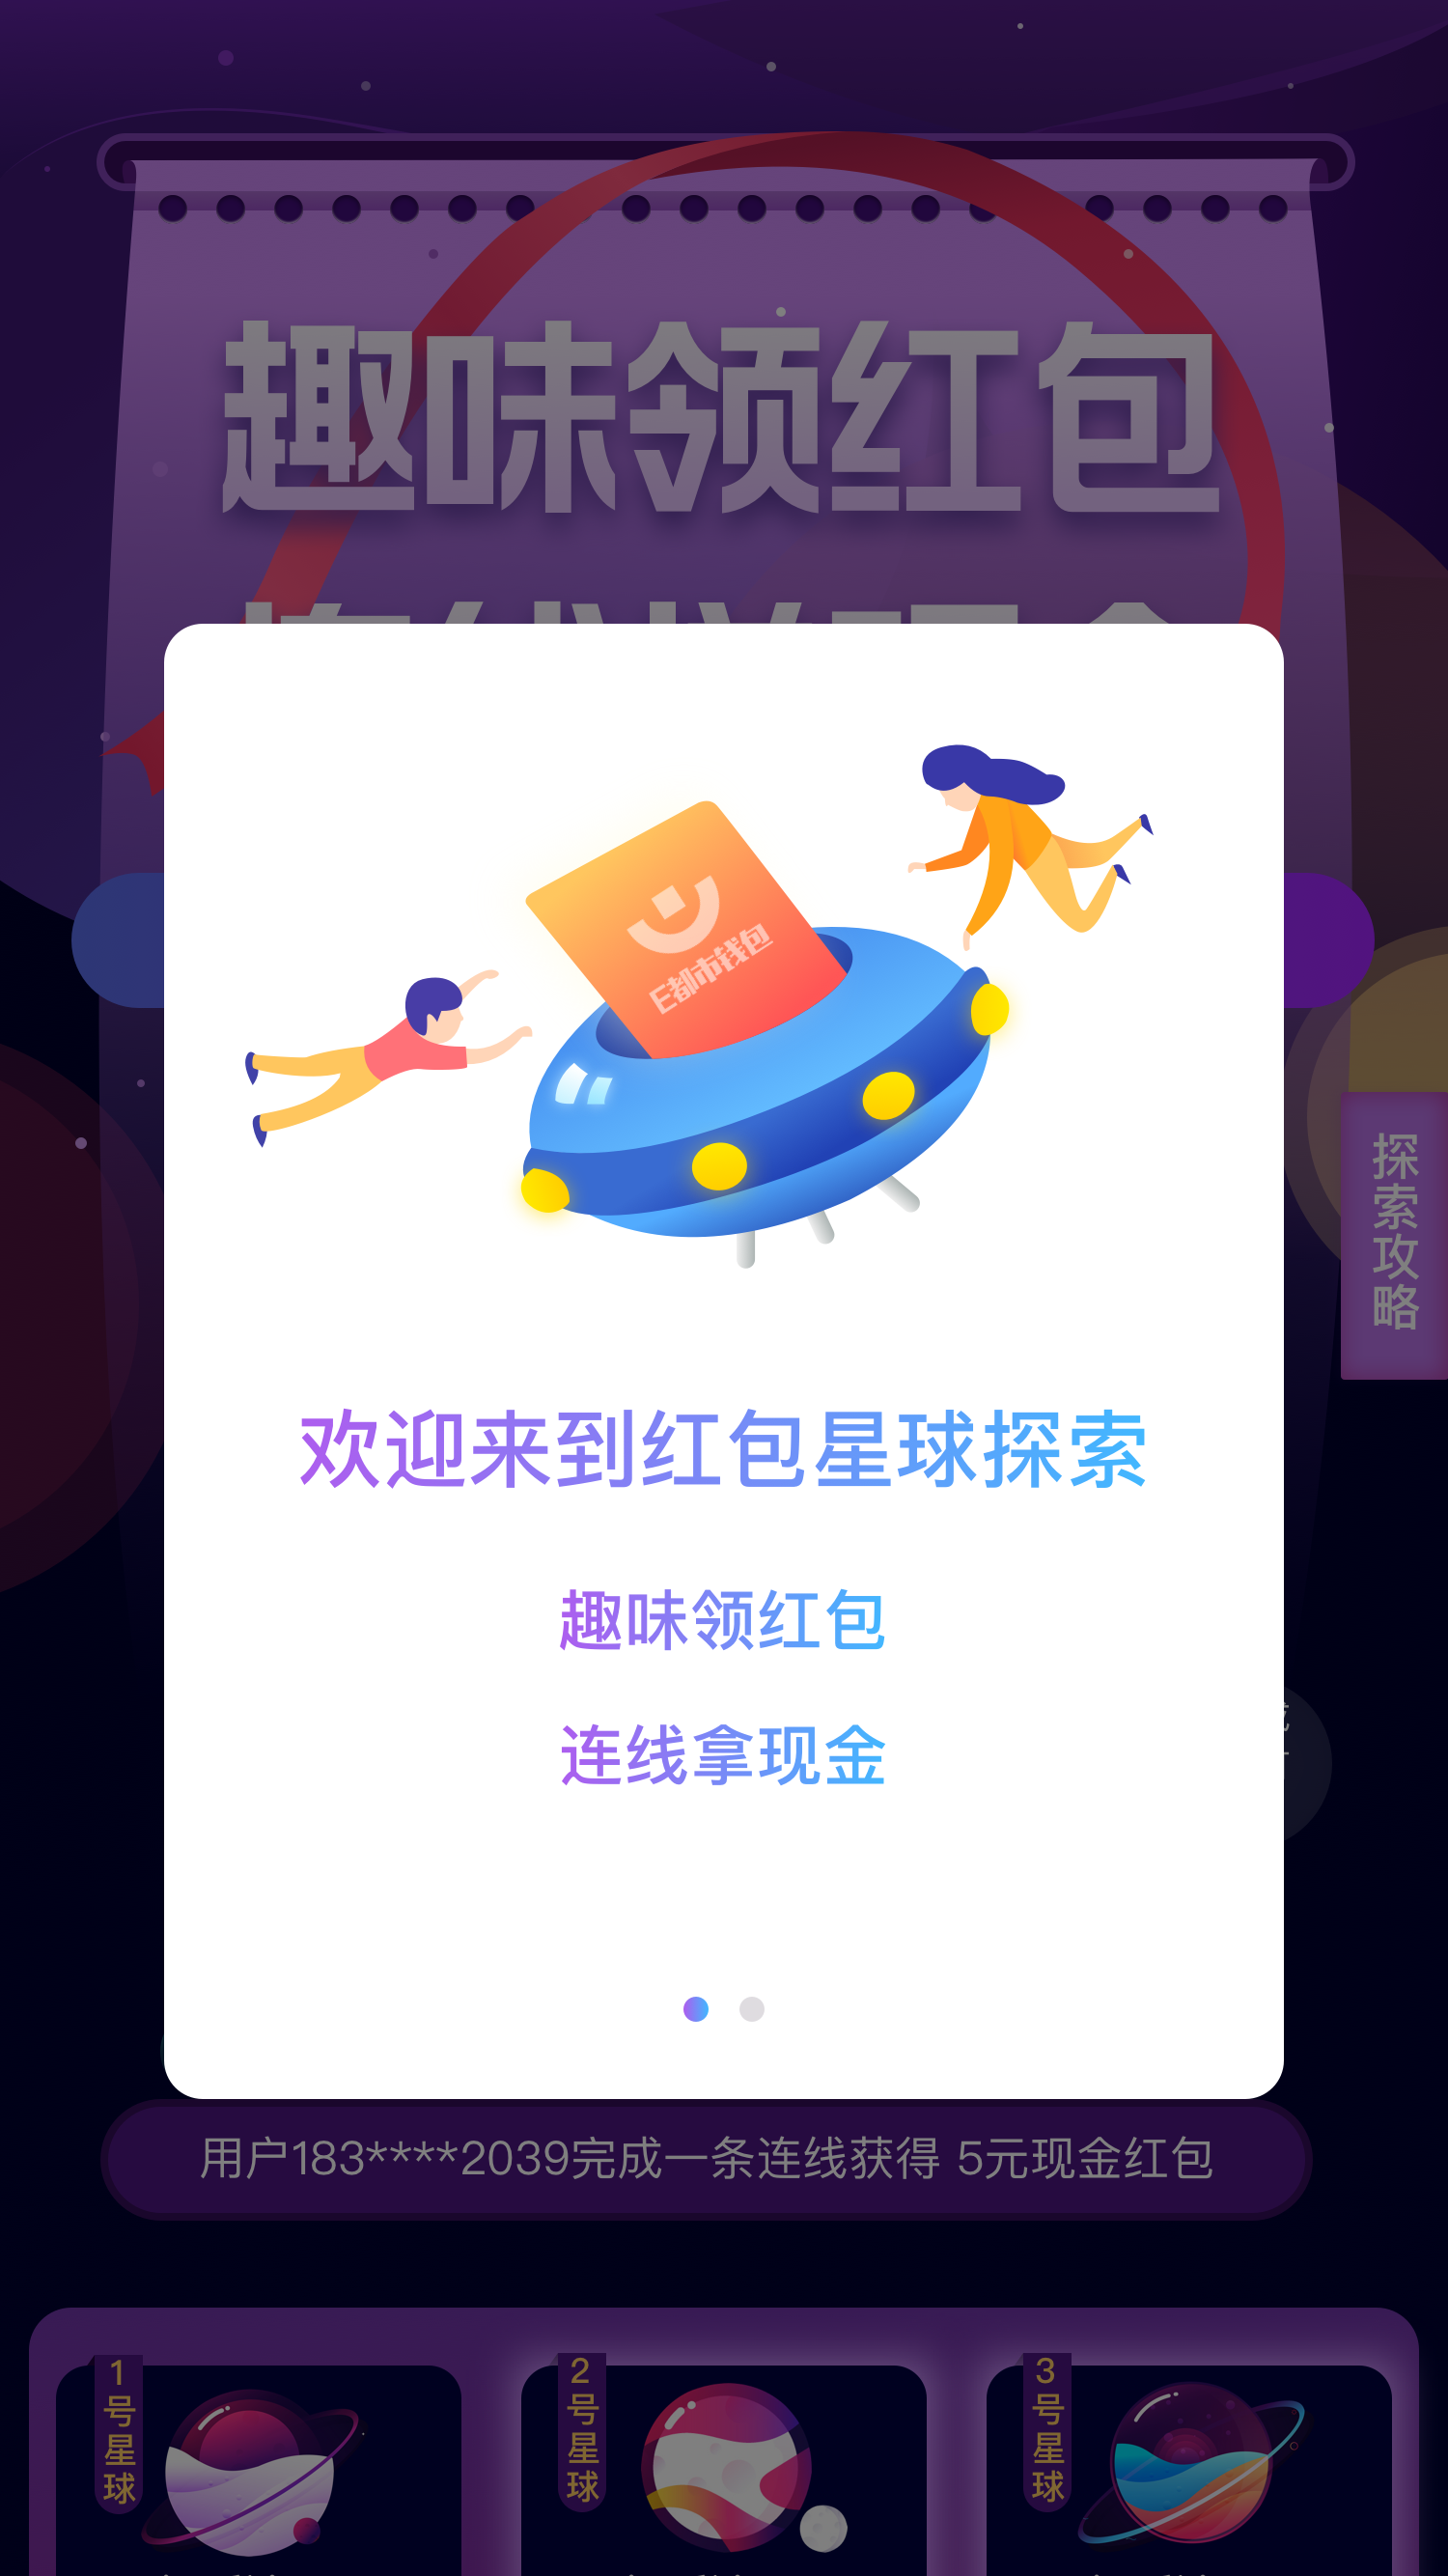 趣味领红包
E都市钱包
探索攻略
欢迎来到红包星球探索
趣味领红包
连线拿现金
用户183****2039完成一条连线获得 5元现金红包
1号星球
2号星球
3号星球